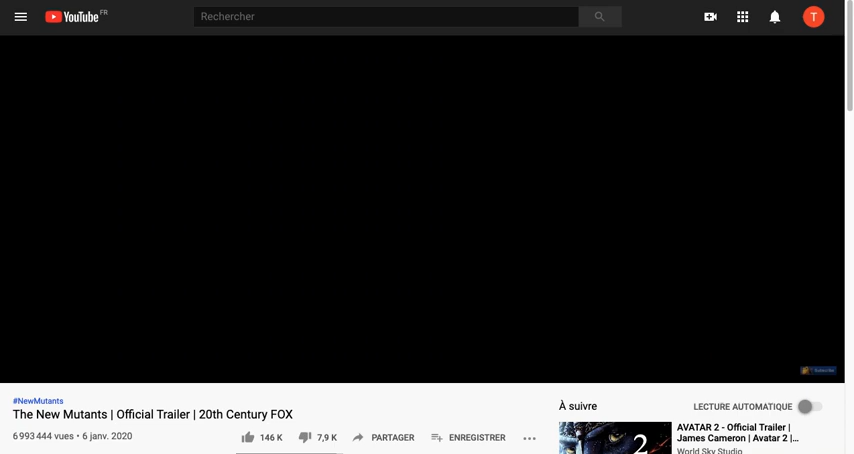 YouTube FR
Rechercher
T
Subscribe
#NewMutants
The New Mutants | Official Trailer | 20th Century FOX
6 993 444 vues • 6 janv. 2020
146 K
7,9 K
PARTAGER
ENREGISTRER
À suivre
LECTURE AUTOMATIQUE
2
AVATAR 2 - Official Trailer |
James Cameron | Avatar 2 |...
World Sky Studio